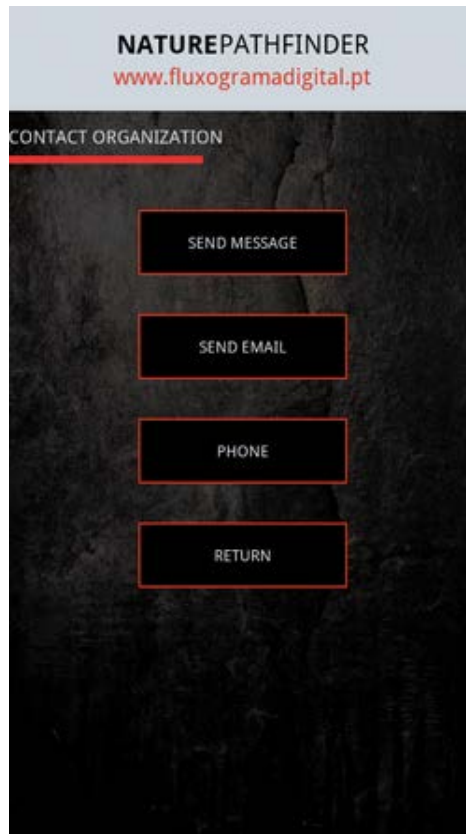 NATUREPATHFINDER
www.fluxogramadigital.pt
CONTACT ORGANIZATION
SEND MESSAGE
SEND EMAIL
PHONE
RETURN